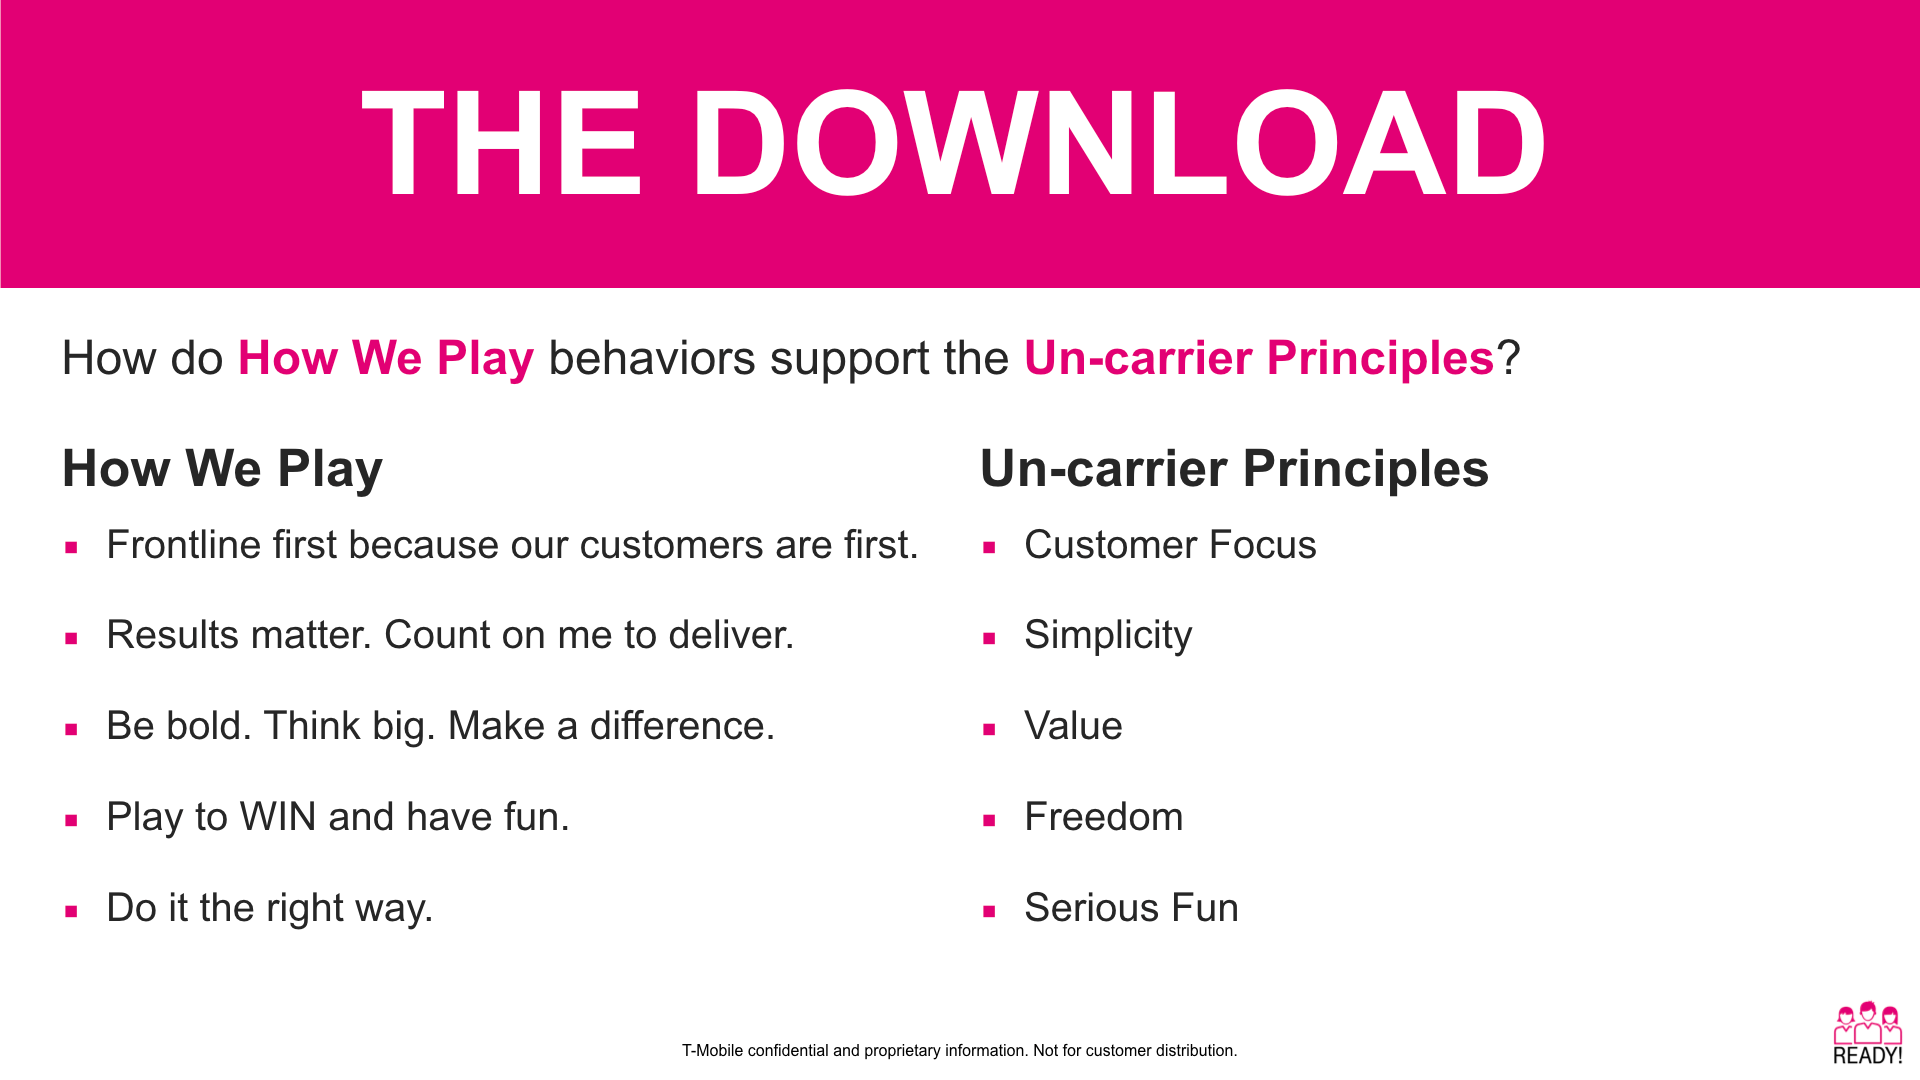 THE DOWNLOAD
How do How We Play behaviors support the Un-carrier Principles?
How We Play
Frontline first because our customers are first.
Results matter. Count on me to deliver.
Be bold. Think big. Make a difference.
Play to WIN and have fun.
Do it the right way.
Un-carrier Principles
Customer Focus
Simplicity
Value
Freedom
Serious Fun
T-Mobile confidential and proprietary information. Not for customer distribution.
READY!